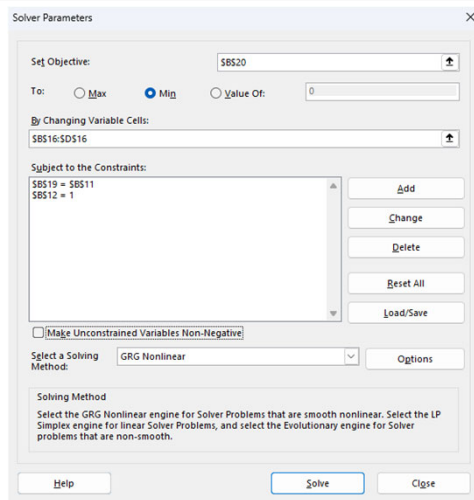 Solver Parameters
Set Objective:
$B$20
To:
Max
Min
Value Of:
0
By Changing Variable Cells:
$B$16:$D$16
Subject to the Constraints:
$B$19 = $B$11
$B$12 = 1
Add
Change
Delete
Reset All
Load/Save
Make Unconstrained Variables Non-Negative
Select a Solving Method:
GRG Nonlinear
Options
Solving Method
Select the GRG Nonlinear engine for Solver Problems that are smooth nonlinear. Select the LP
Simplex engine for linear Solver Problems, and select the Evolutionary engine for Solver
problems that are non-smooth.
Help
Solve
Close